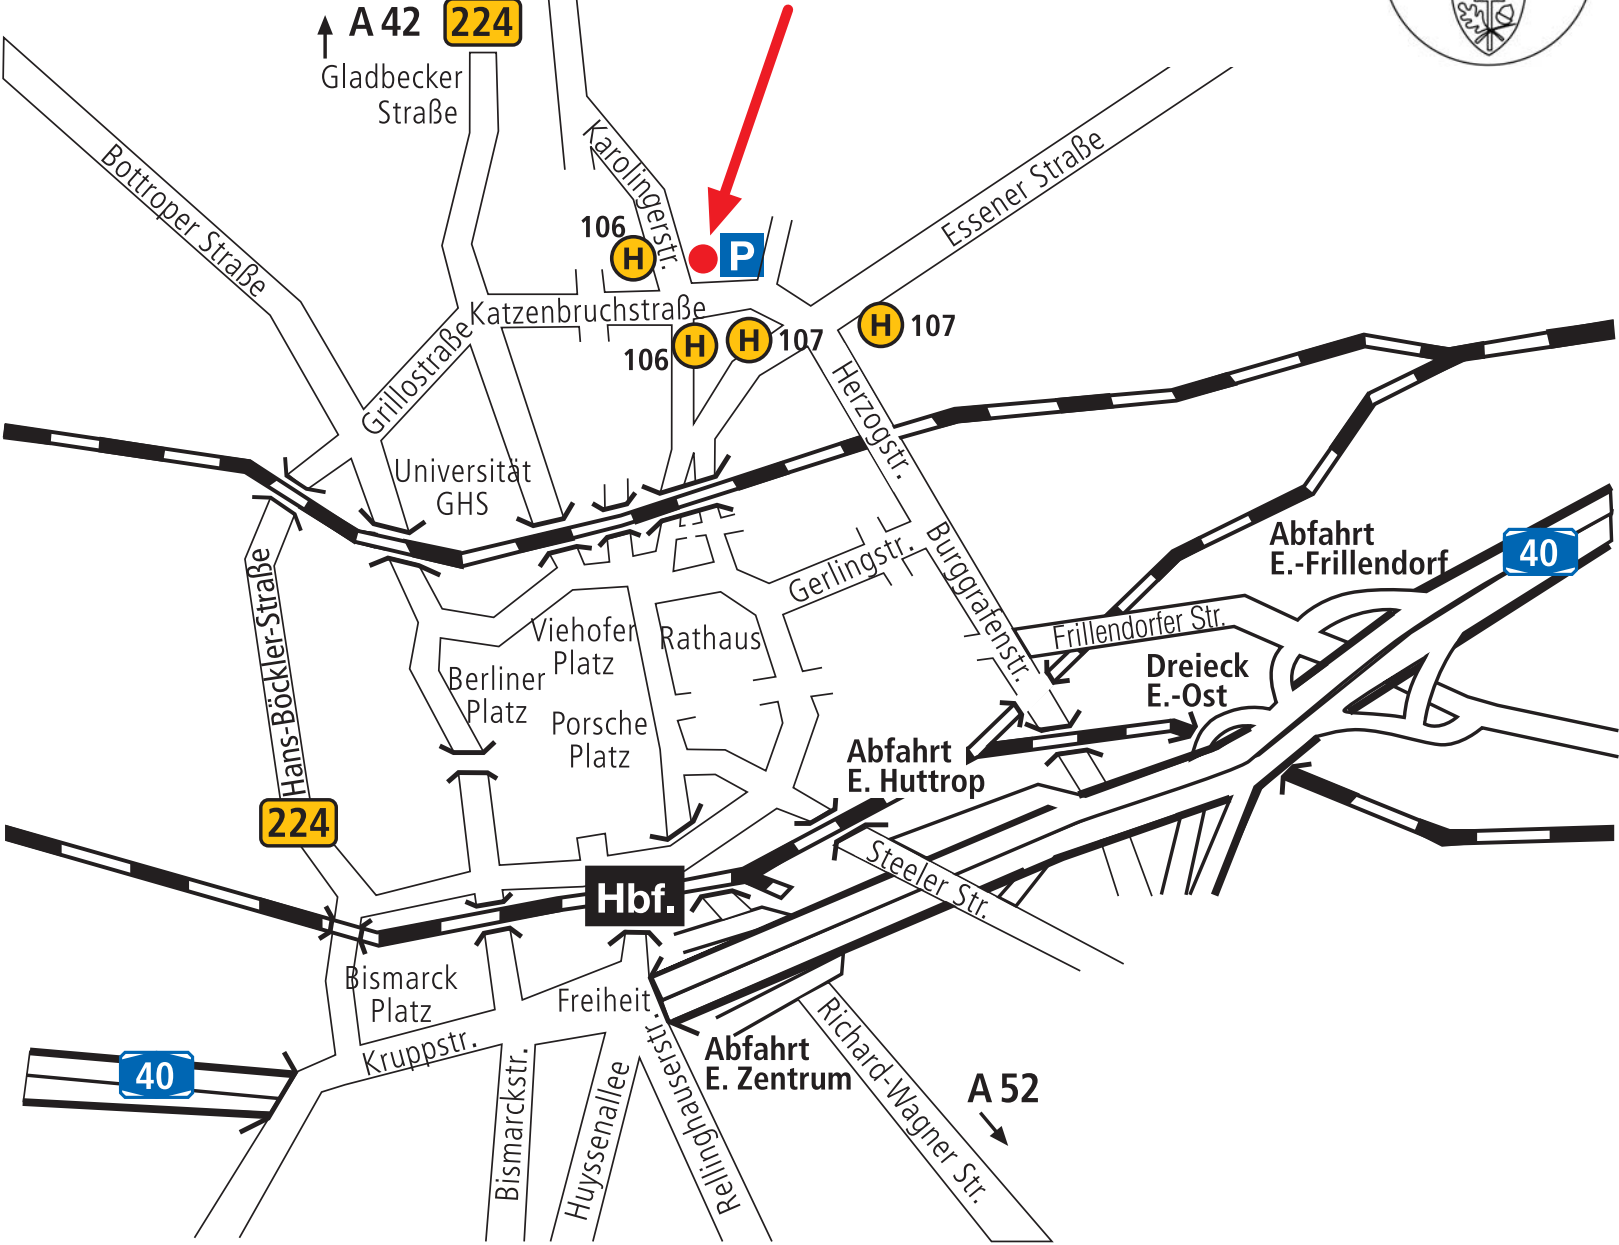 A 42
224
Gladbecker
Straße
Bottroper Straße
Karolingerstr.
Essener Straße
106
H
P
Katzenbruchstraße
H
107
106
H
H
107
Grillostraße
Herzogstr.
Universität
GHS
Gerlingstr.
Burggrafenstr.
Abfahrt
E.-Frillendorf
40
Hans-Böckler-Straße
Viehofer
Platz
Rathaus
Frillendorfer Str.
Berliner
Platz
Dreieck
E.-Ost
Porsche
Platz
Abfahrt
E. Huttrop
224
Steeler Str.
Hbf.
Bismarck
Platz
Freiheit
Kruppstr.
40
Abfahrt
E. Zentrum
Richard-Wagner Str.
A 52
Bismarckstr.
Huyssenallee
Rellinghauserstr.